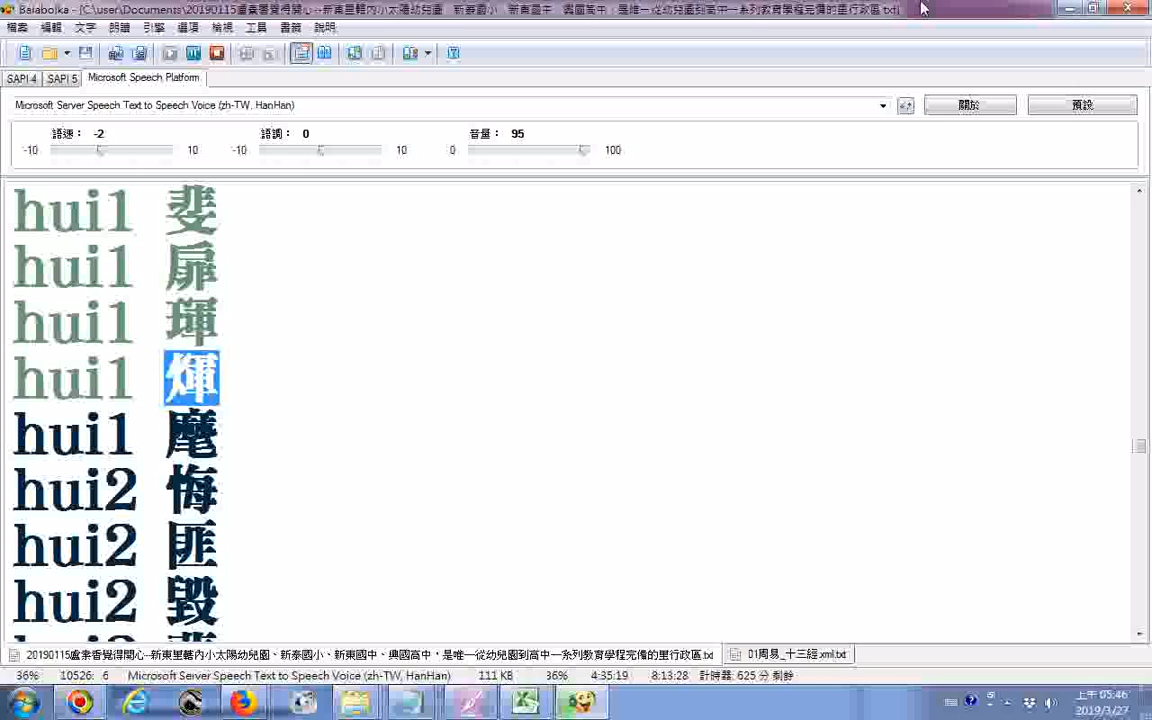 Balabolka - [C:\user\Documents\20190115盧素香覺得開心--新東里轄內小太陽幼兒園、新泰國小、新東國中、興國高中，是唯一從幼兒園到高中一系列教育學程完備的里行政區.txt]
檔案 編輯 文字 朗讀 引擎 選項 檢視 工具 書籤 說明
SAPI 4 SAPI 5 Microsoft Speech Platform
Microsoft Server Speech Text to Speech Voice (zh-TW, HanHan) 關於 預設
語速： -2 語調： 0 音量： 95
-10 10 -10 10 0 100
hui1 婓
hui1 扉
hui1 琿
hui1 煇
hui1 麾
hui2 悔
hui2 匪
hui2 毀
20190115盧素香覺得開心--新東里轄內小太陽幼兒園、新泰國小、新東國中、興國高中，是唯一從幼兒園到高中一系列教育學程完備的里行政區.txt 01周易_十三經.xml.txt
36% 10526: 6 Microsoft Server Speech Text to Speech Voice (zh-TW, HanHan) 111 KB 36% 4:35:19 8:13:28 計時器: 625 分 剩餘
上午 05:46
2019/3/27